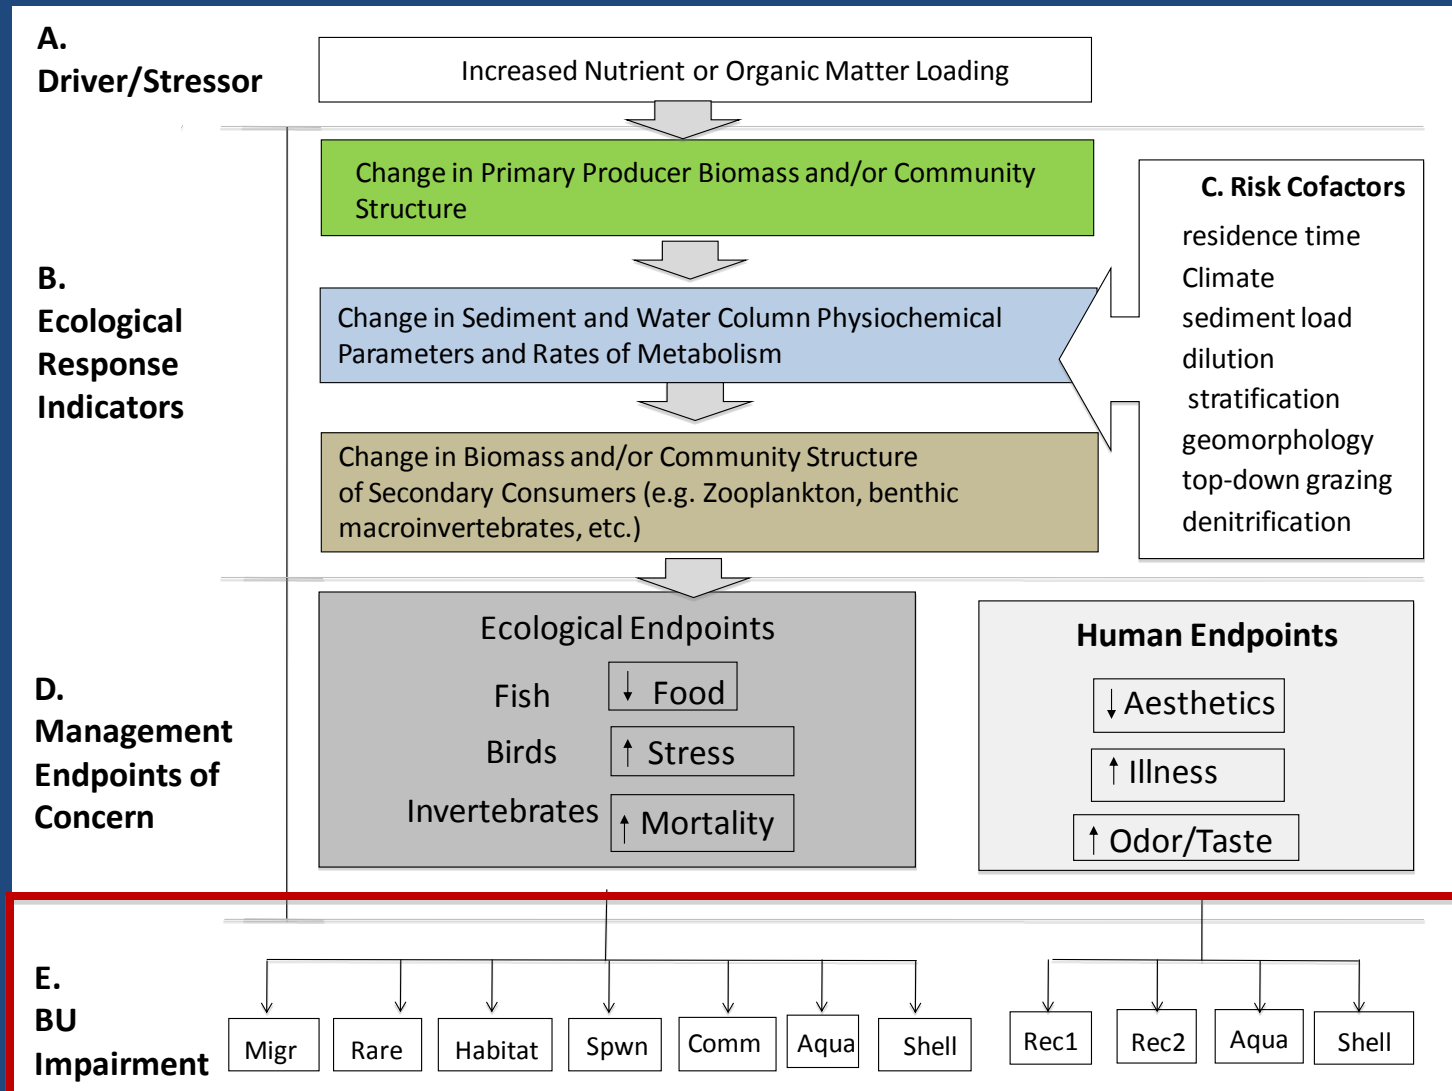 A.
Driver/Stressor
Increased Nutrient or Organic Matter Loading
Change in Primary Producer Biomass and/or Community
Structure
C. Risk Cofactors
residence time
Climate
sediment load
dilution
stratification
geomorphology
top-down grazing
denitrification
B.
Ecological
Response
Indicators
Change in Sediment and Water Column Physiochemical
Parameters and Rates of Metabolism
Change in Biomass and/or Community Structure
of Secondary Consumers (e.g. Zooplankton, benthic
macroinvertebrates, etc.)
D.
Management
Endpoints of
Concern
Ecological Endpoints
Fish
↓ Food
Birds
↑ Stress
Invertebrates
↑ Mortality
Human Endpoints
↓ Aesthetics
↑ Illness
↑ Odor/Taste
E.
BU
Impairment
Migr
Rare
Habitat
Spwn
Comm
Aqua
Shell
Rec1
Rec2
Aqua
Shell